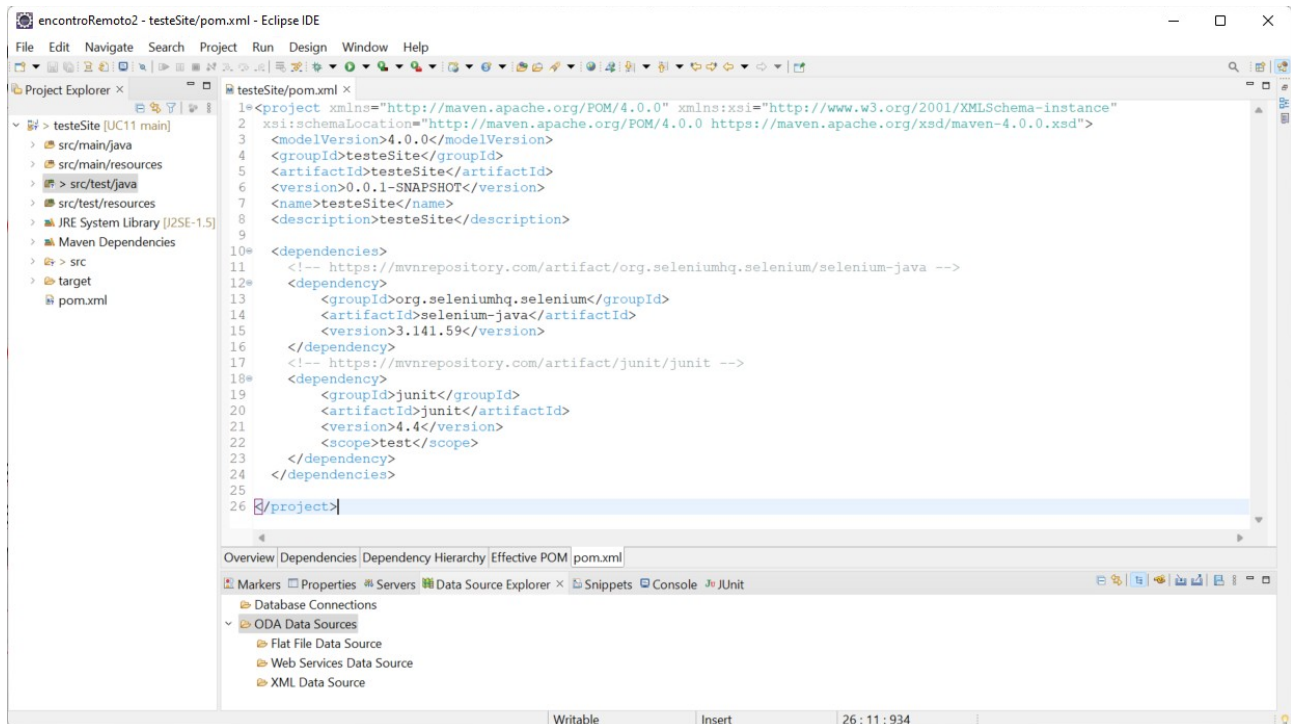 encontroRemoto2 - testeSite/pom.xml - Eclipse IDE
File Edit Navigate Search Project Run Design Window Help
Project Explorer
testeSite/pom.xml
> testeSite [UC11 main]
src/main/java
src/main/resources
> src/test/java
src/test/resources
JRE System Library [J2SE-1.5]
Maven Dependencies
> src
target
pom.xml
1 <project xmlns="http://maven.apache.org/POM/4.0.0" xmlns:xsi="http://www.w3.org/2001/XMLSchema-instance"
2 xsi:schemaLocation="http://maven.apache.org/POM/4.0.0 https://maven.apache.org/xsd/maven-4.0.0.xsd">
3 <modelVersion>4.0.0</modelVersion>
4 <groupId>testeSite</groupId>
5 <artifactId>testeSite</artifactId>
6 <version>0.0.1-SNAPSHOT</version>
7 <name>testeSite</name>
8 <description>testeSite</description>
9
10 <dependencies>
11 <!-- https://mvnrepository.com/artifact/org.seleniumhq.selenium/selenium-java -->
12 <dependency>
13 <groupId>org.seleniumhq.selenium</groupId>
14 <artifactId>selenium-java</artifactId>
15 <version>3.141.59</version>
16 </dependency>
17 <!-- https://mvnrepository.com/artifact/junit/junit -->
18 <dependency>
19 <groupId>junit</groupId>
20 <artifactId>junit</artifactId>
21 <version>4.4</version>
22 <scope>test</scope>
23 </dependency>
24 </dependencies>
25
26 </project>
Overview Dependencies Dependency Hierarchy Effective POM pom.xml
Markers Properties Servers Data Source Explorer Snippets Console JUnit
Database Connections
ODA Data Sources
Flat File Data Source
Web Services Data Source
XML Data Source
Writable Insert 26 : 11 : 934